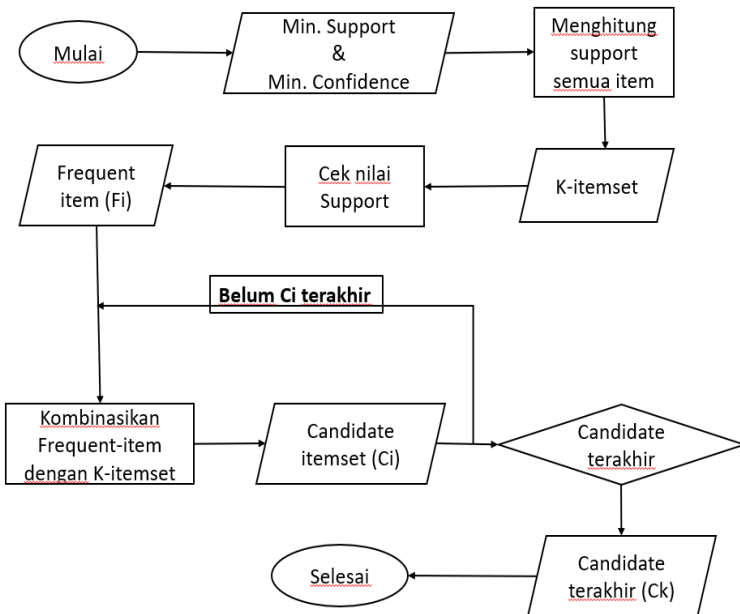 Mulai
Min. Support
&
Min. Confidence
Menghitung
support
semua item
K-itemset
Cek nilai
Support
Frequent
item (Fi)
Belum Ci terakhir
Kombinasikan
Frequent-item
dengan K-itemset
Candidate
itemset (Ci)
Candidate
terakhir
Candidate
terakhir (Ck)
Selesai